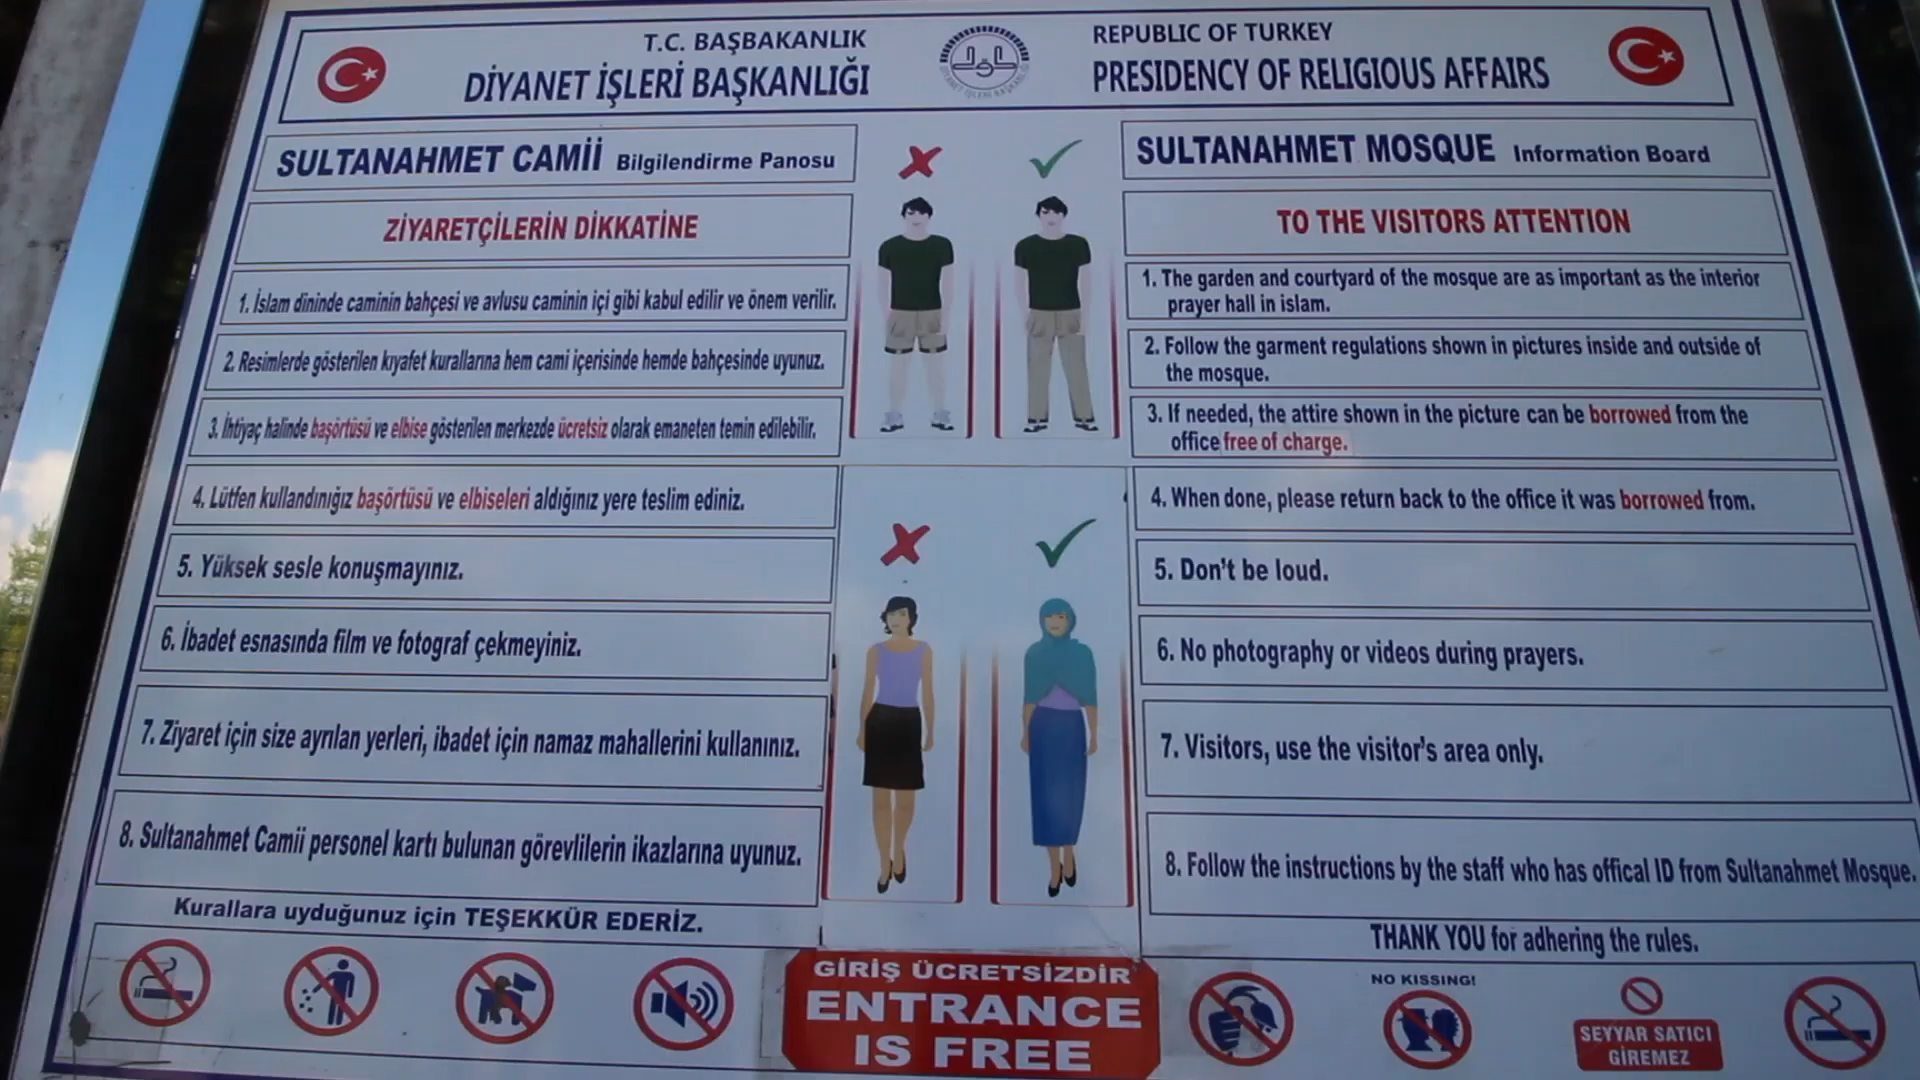 T.C. BAŞBAKANLIK
DİYANET İŞLERİ BAŞKANLIĞI
REPUBLIC OF TURKEY
PRESIDENCY OF RELIGIOUS AFFAIRS
SULTANAHMET CAMİİ Bilgilendirme Panosu
ZİYARETÇİLERİN DİKKATİNE
1. İslam dininde caminin bahçesi ve avlusu caminin içi gibi kabul edilir ve önem verilir.
2. Resimlerde gösterilen kıyafet kurallarına hem cami içerisinde hemde bahçesinde uyunuz.
3. İhtiyaç halinde başörtüsü ve elbise gösterilen merkezde ücretsiz olarak emaneten temin edilebilir.
4. Lütfen kullandınığız başörtüsü ve elbiseleri aldığınız yere teslim ediniz.
5. Yüksek sesle konuşmayınız.
6. İbadet esnasında film ve fotograf çekmeyiniz.
7. Ziyaret için size ayrılan yerleri, ibadet için namaz mahallerini kullanınız.
8. Sultanahmet Camii personel kartı bulunan görevlilerin ikazlarına uyunuz.
Kurallara uyduğunuz için TEŞEKKÜR EDERİZ.
SULTANAHMET MOSQUE Information Board
TO THE VISITORS ATTENTION
1. The garden and courtyard of the mosque are as important as the interior
prayer hall in islam.
2. Follow the garment regulations shown in pictures inside and outside of
the mosque.
3. If needed, the attire shown in the picture can be borrowed from the
office free of charge.
4. When done, please return back to the office it was borrowed from.
5. Don't be loud.
6. No photography or videos during prayers.
7. Visitors, use the visitor's area only.
8. Follow the instructions by the staff who has offical ID from Sultanahmet Mosque.
THANK YOU for adhering the rules.
GİRİŞ ÜCRETSİZDİR
ENTRANCE
IS FREE
NO KISSING!
SEYYAR SATICI
GİREMEZ